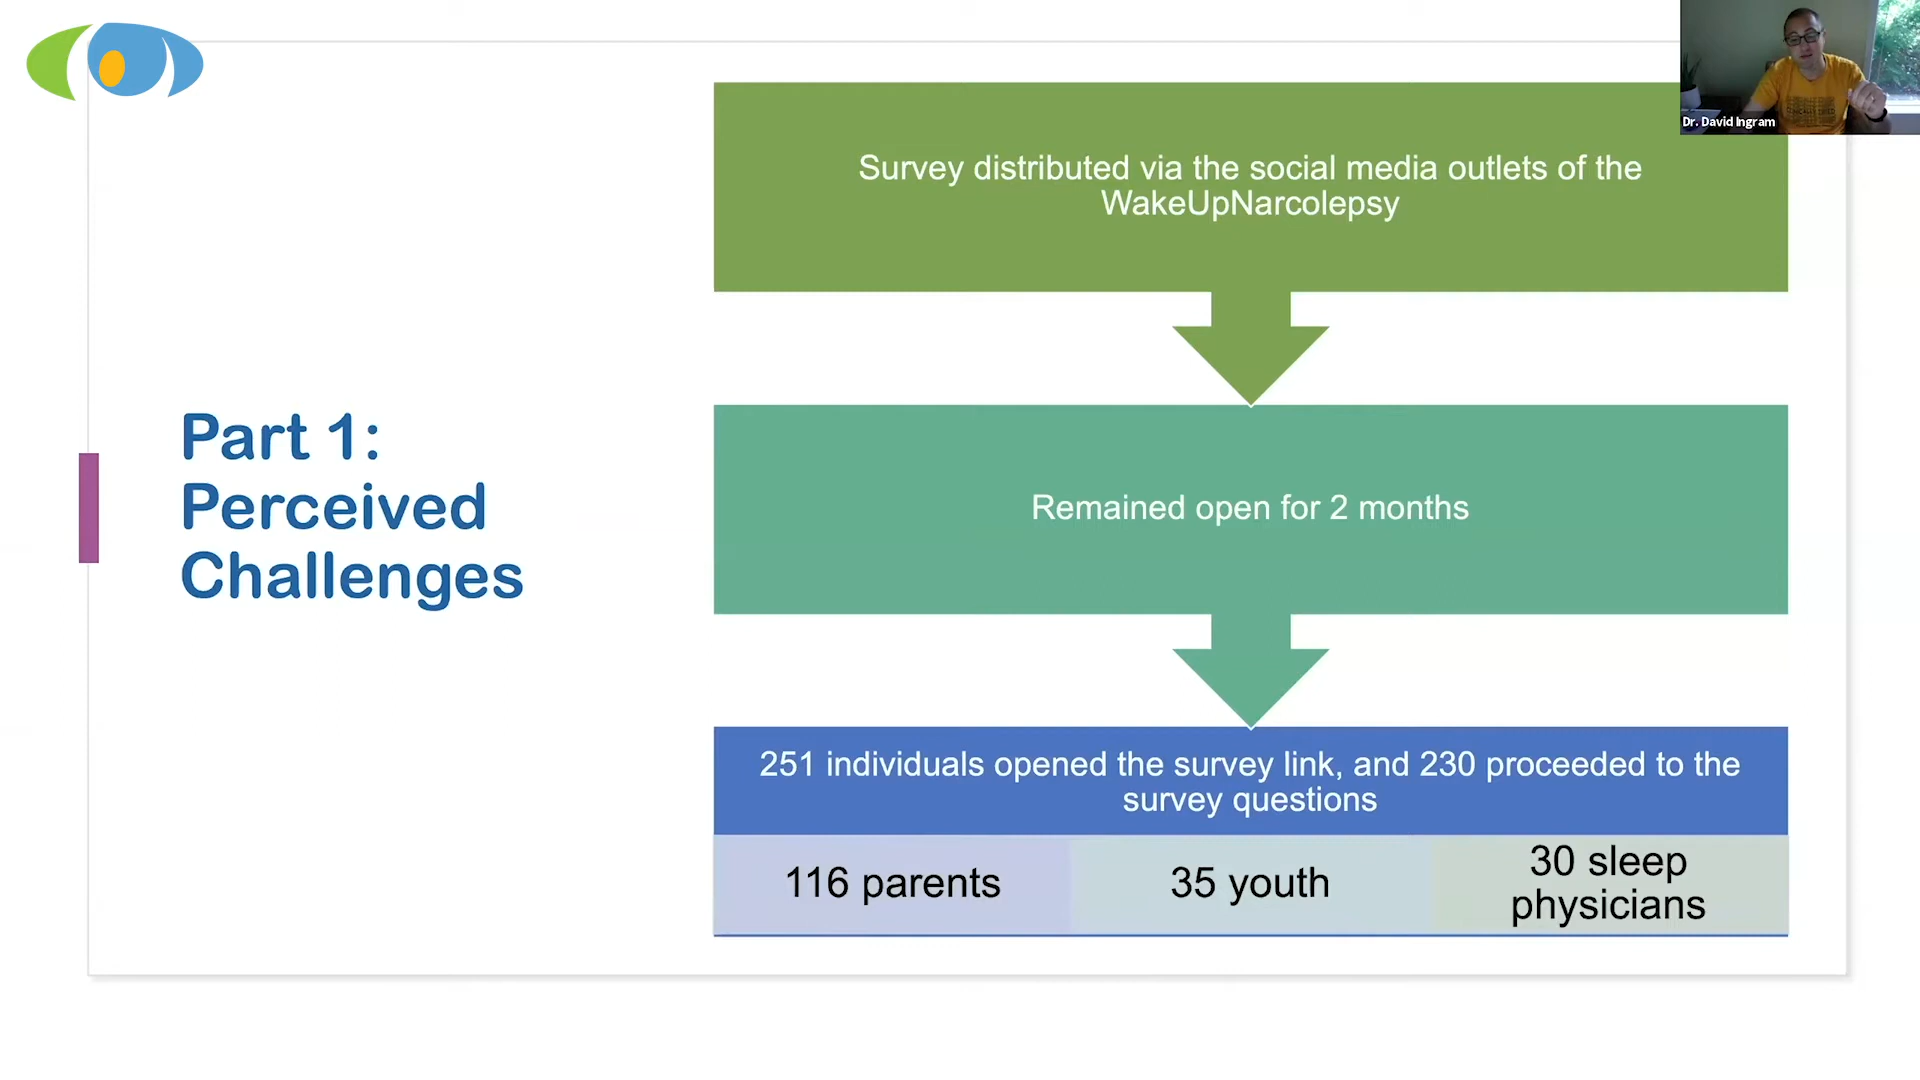 Dr. David Ingram
Part 1:
Perceived
Challenges
Survey distributed via the social media outlets of the
WakeUpNarcolepsy
Remained open for 2 months
251 individuals opened the survey link, and 230 proceeded to the
survey questions
116 parents
35 youth
30 sleep
physicians